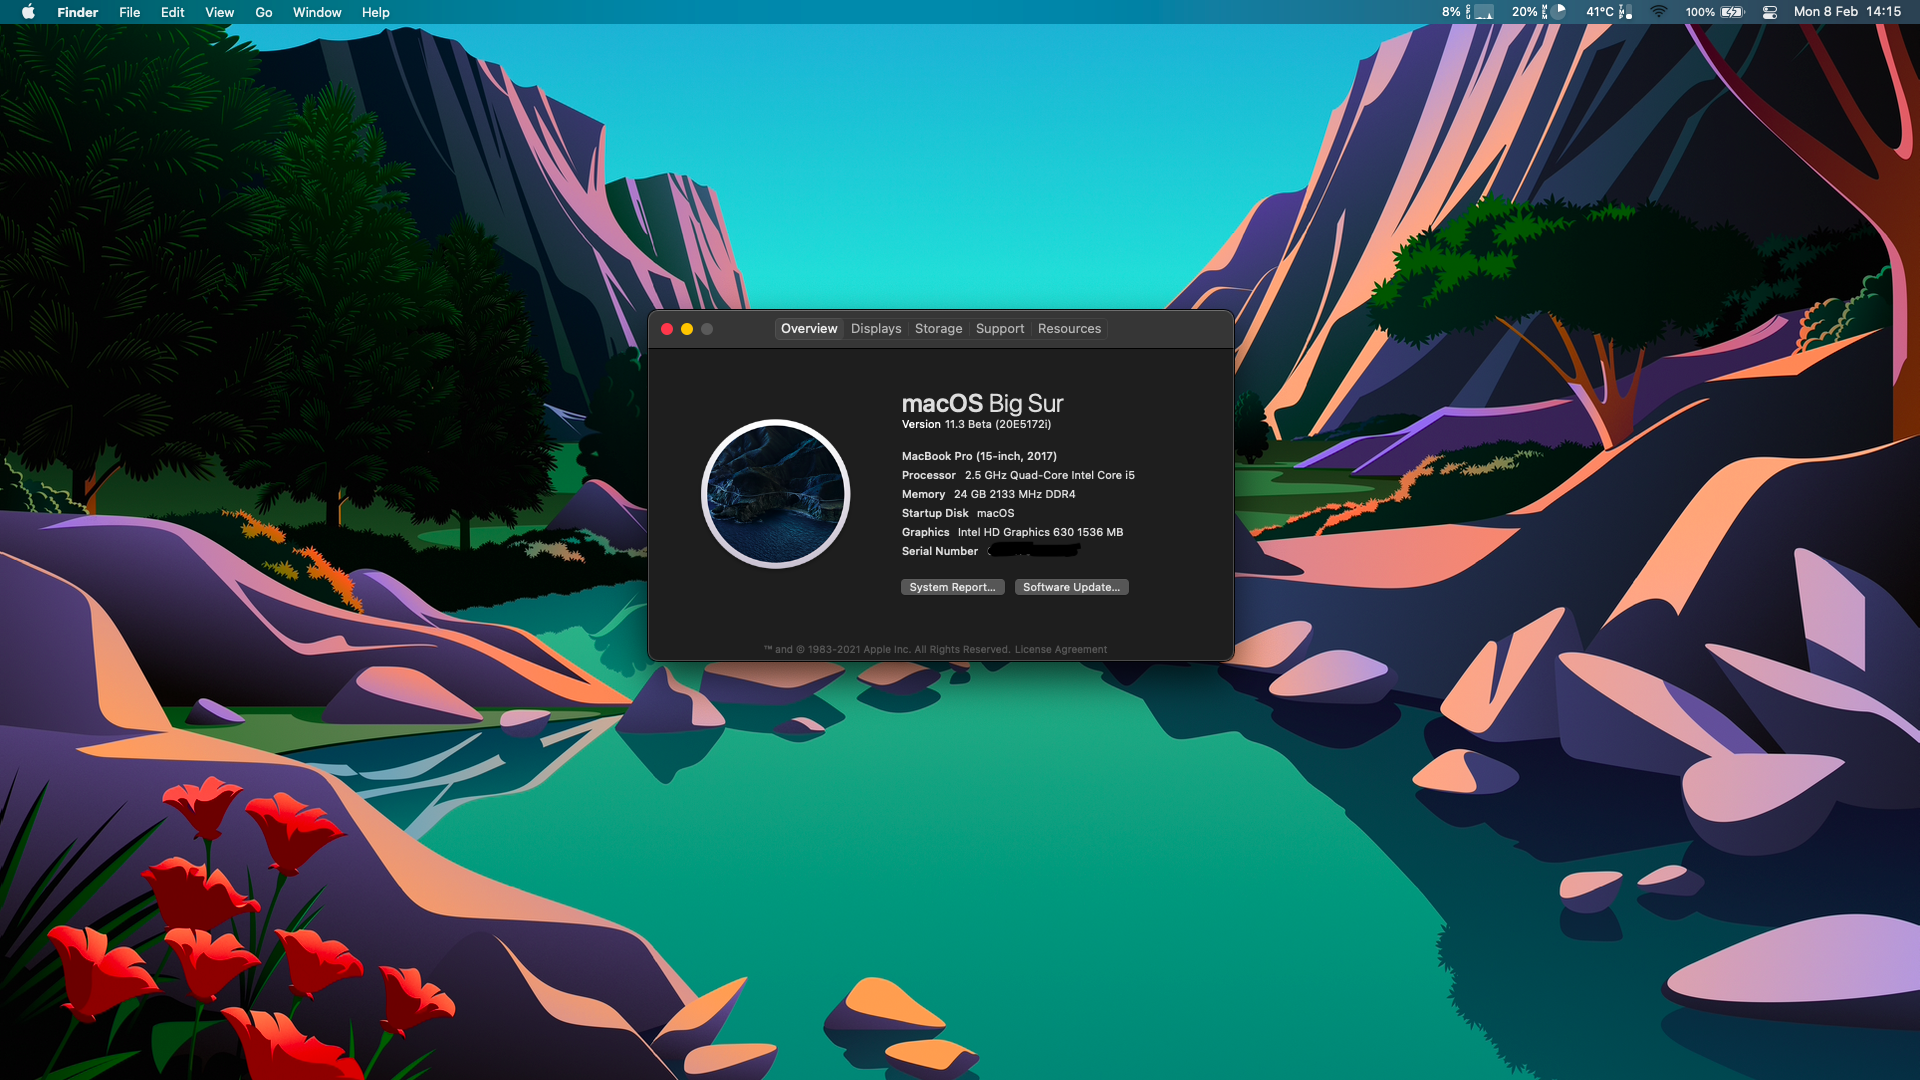 Finder File Edit View Go Window Help 8% CPU 20% MEM 41°C TMP 100% Mon 8 Feb 14:15
Overview Displays Storage Support Resources
macOS Big Sur
Version 11.3 Beta (20E5172i)
MacBook Pro (15-inch, 2017)
Processor 2.5 GHz Quad-Core Intel Core i5
Memory 24 GB 2133 MHz DDR4
Startup Disk macOS
Graphics Intel HD Graphics 630 1536 MB
Serial Number
System Report... Software Update...
™ and © 1983-2021 Apple Inc. All Rights Reserved. License Agreement